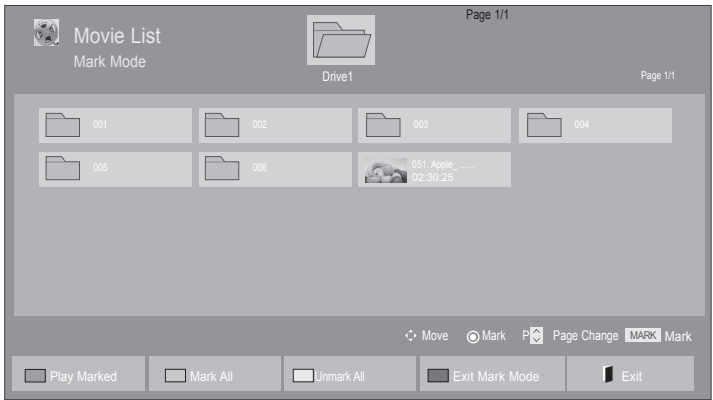 Page 1/1
Movie List
Mark Mode
Drive1
Page 1/1
001
002
003
004
005
006
051. Apple_ ......
02:30:25
Move
Mark
P
Page Change
MARK
Mark
Play Marked
Mark All
Unmark All
Exit Mark Mode
Exit